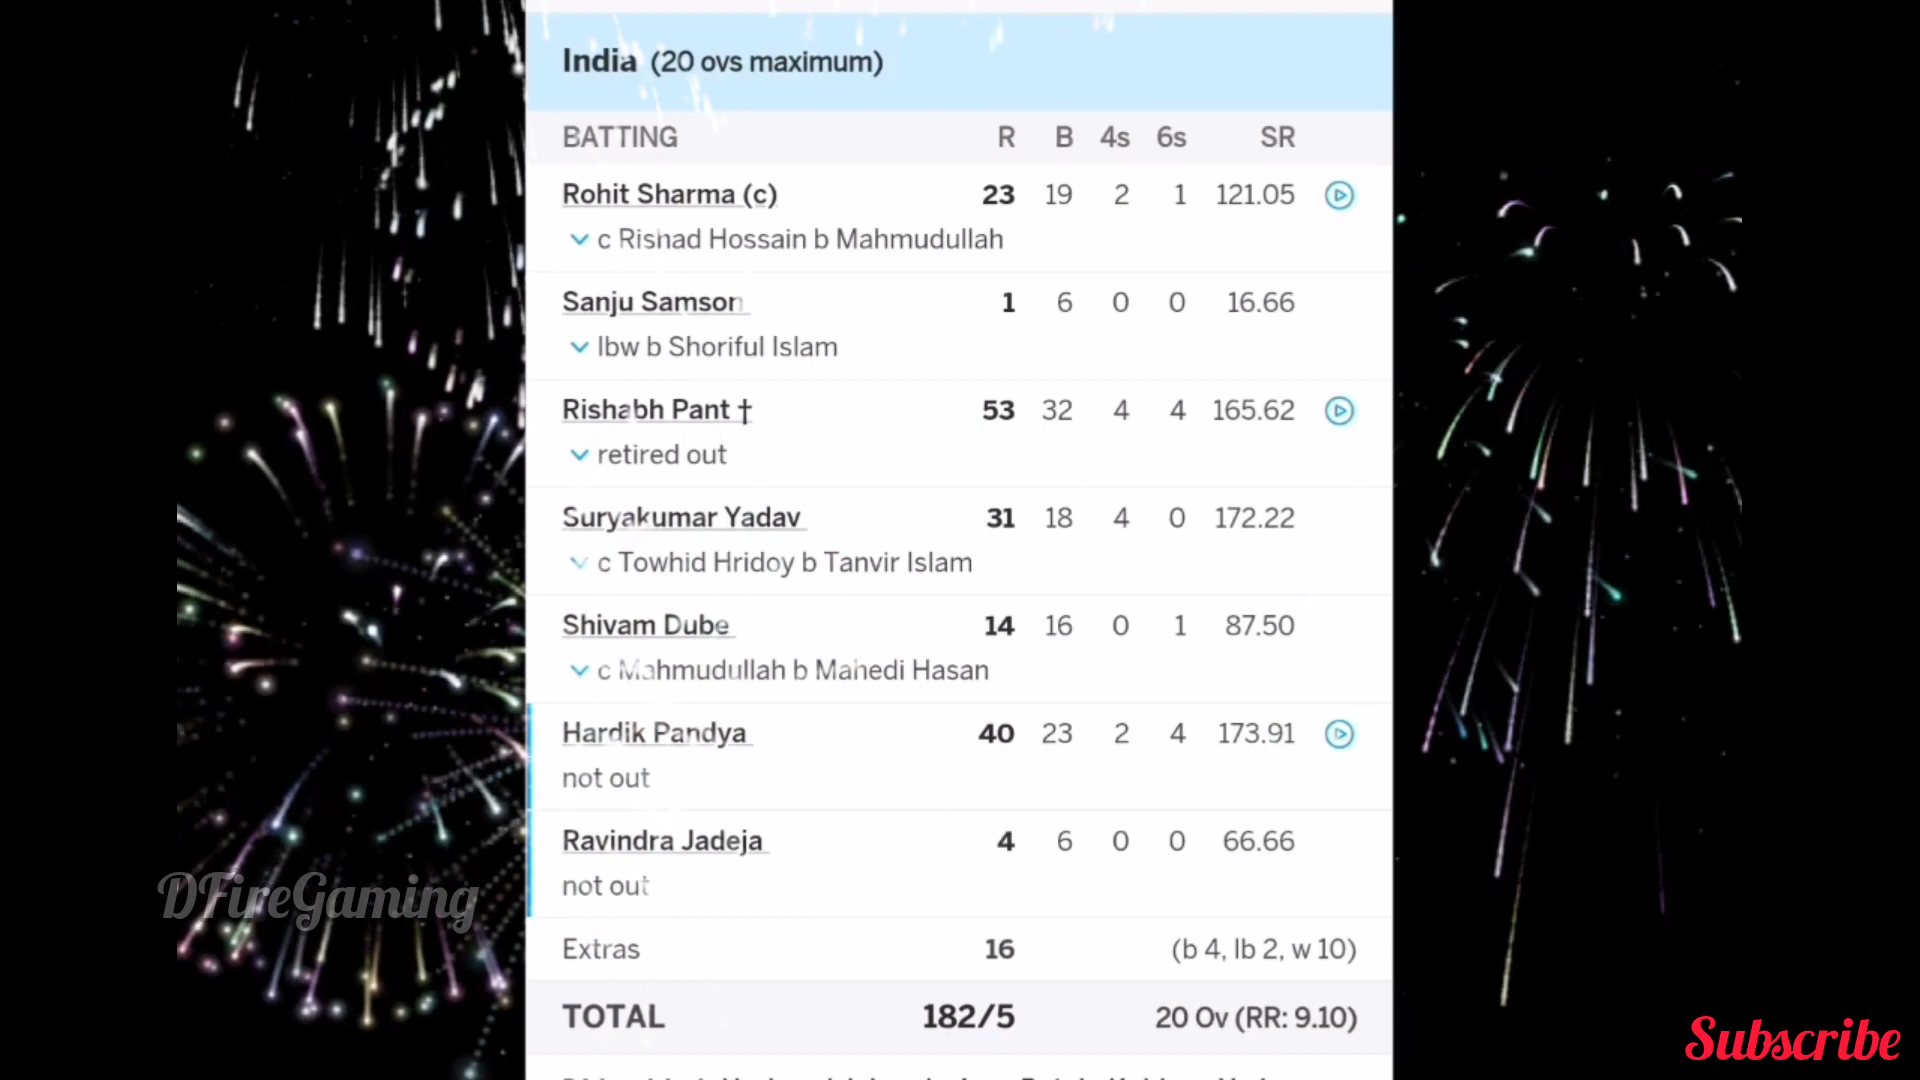 India (20 ovs maximum)
BATTING R B 4s 6s SR
Rohit Sharma (c) 23 19 2 1 121.05
c Rishad Hossain b Mahmudullah
Sanju Samson 1 6 0 0 16.66
lbw b Shoriful Islam
Rishabh Pant † 53 32 4 4 165.62
retired out
Suryakumar Yadav 31 18 4 0 172.22
c Towhid Hridoy b Tanvir Islam
Shivam Dube 14 16 0 1 87.50
c Mahmudullah b Mahedi Hasan
Hardik Pandya 40 23 2 4 173.91
not out
Ravindra Jadeja 4 6 0 0 66.66
not out
DFireGaming
Extras 16 (b 4, lb 2, w 10)
TOTAL 182/5 20 Ov (RR: 9.10)
Subscribe